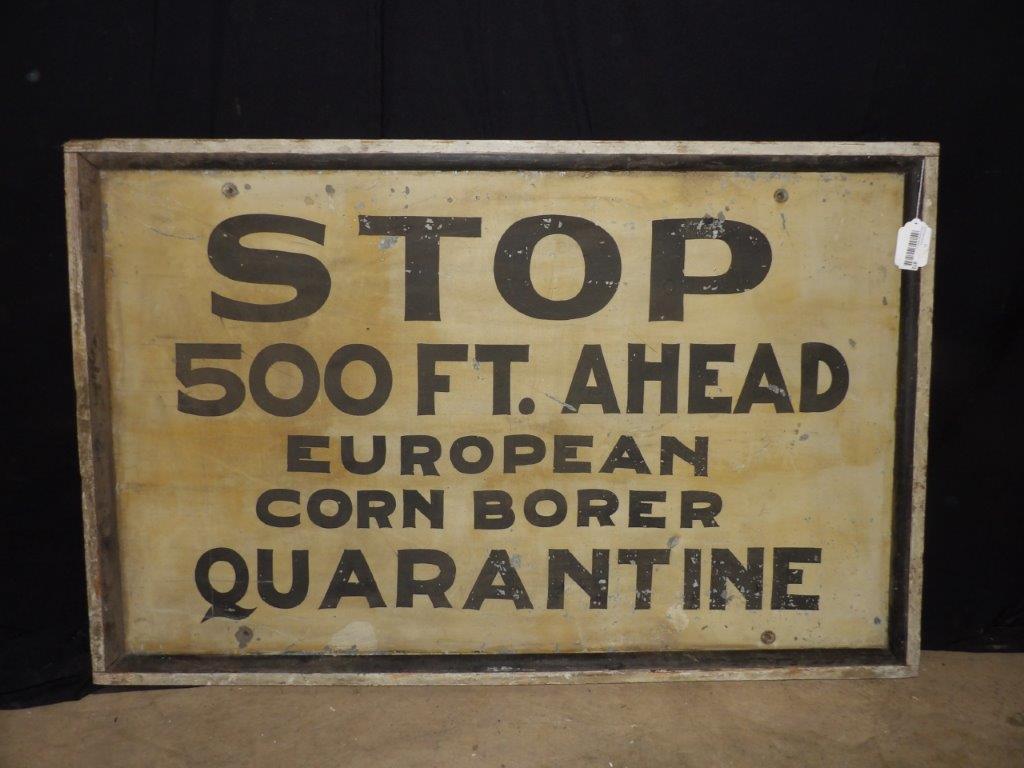 STOP
500 FT. AHEAD
EUROPEAN
CORN BORER
QUARANTINE